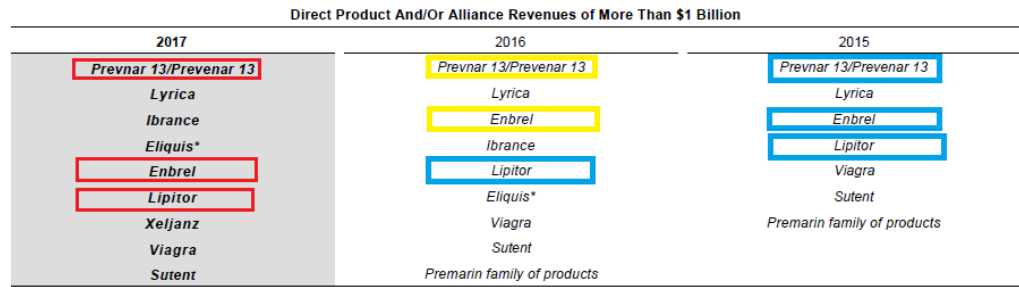 Direct Product And/Or Alliance Revenues of More Than $1 Billion
2017 2016 2015
Prevnar 13/Prevenar 13 Prevnar 13/Prevenar 13 Prevnar 13/Prevenar 13
Lyrica Lyrica Lyrica
Ibrance Enbrel Enbrel
Eliquis* Ibrance Lipitor
Enbrel Lipitor Viagra
Lipitor Eliquis* Sutent
Xeljanz Viagra Premarin family of products
Viagra Sutent
Sutent Premarin family of products